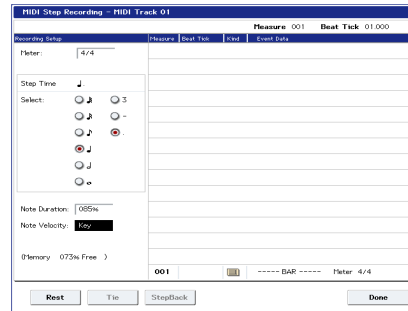 MIDI Step Recording - MIDI Track 01
Measure 001 Beat Tick 01.000
Recording Setup Measure Beat Tick Kind Event Data
Meter: 4/4
Step Time ♩.
Select: 3
-
.
Note Duration: 085%
Note Velocity: Key
(Memory 073% Free )
001 ----- BAR ----- Meter 4/4
Rest Tie StepBack Done